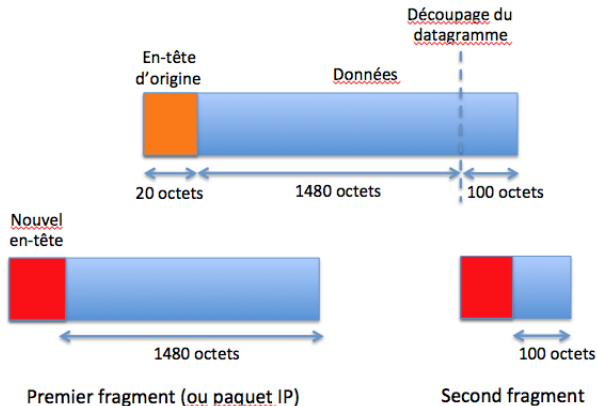 Découpage du
datagramme
En-tête
d'origine
Données
20 octets
1480 octets
100 octets
Nouvel
en-tête
1480 octets
100 octets
Premier fragment (ou paquet IP)
Second fragment